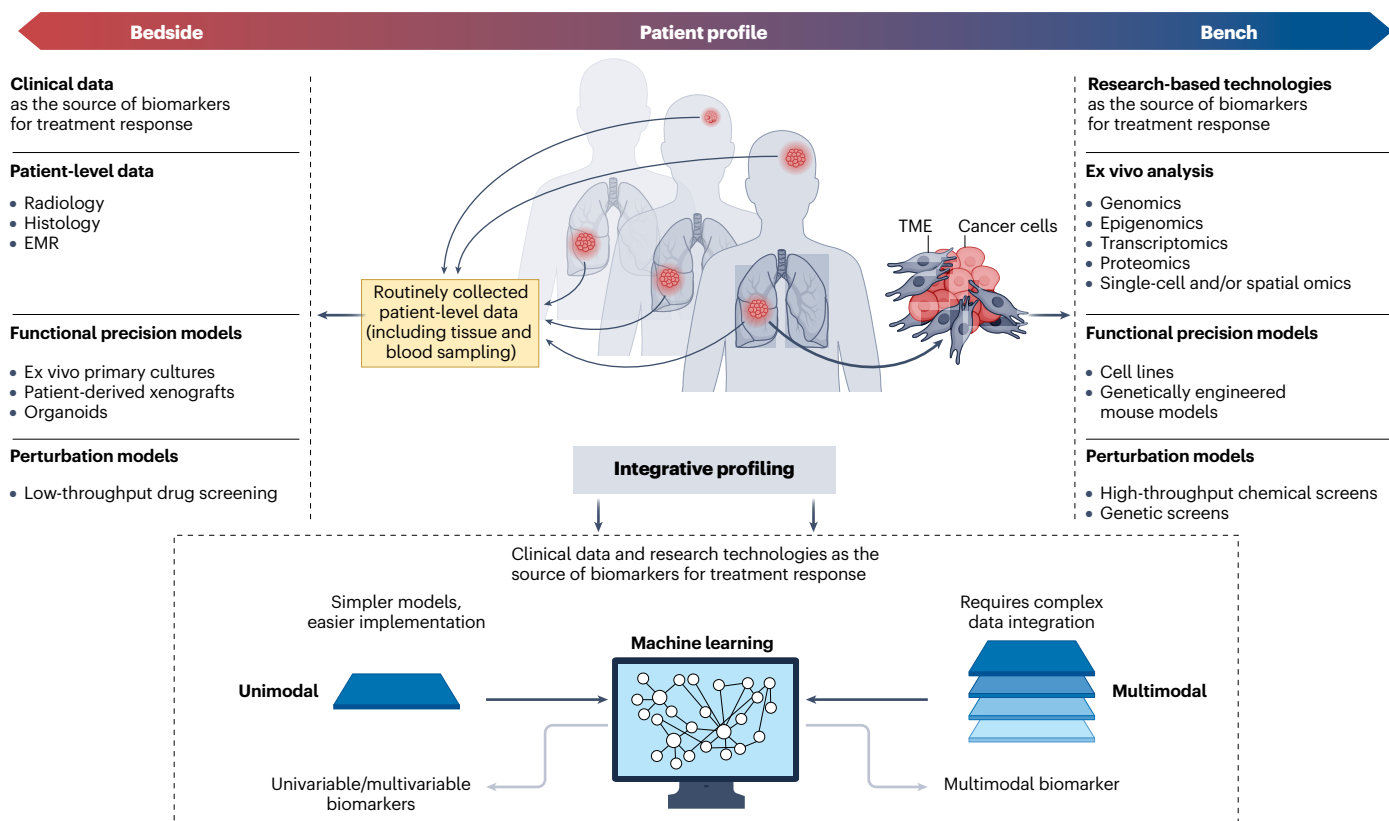 Bedside
Patient profile
Bench
Clinical data
as the source of biomarkers
for treatment response
Patient-level data
• Radiology
• Histology
• EMR
Functional precision models
• Ex vivo primary cultures
• Patient-derived xenografts
• Organoids
Perturbation models
• Low-throughput drug screening
Routinely collected
patient-level data
(including tissue and
blood sampling)
TME
Cancer cells
Research-based technologies
as the source of biomarkers
for treatment response
Ex vivo analysis
• Genomics
• Epigenomics
• Transcriptomics
• Proteomics
• Single-cell and/or spatial omics
Functional precision models
• Cell lines
• Genetically engineered
mouse models
Perturbation models
• High-throughput chemical screens
• Genetic screens
Integrative profiling
Clinical data and research technologies as the
source of biomarkers for treatment response
Simpler models,
easier implementation
Unimodal
Machine learning
Requires complex
data integration
Multimodal
Univariable/multivariable
biomarkers
Multimodal biomarker